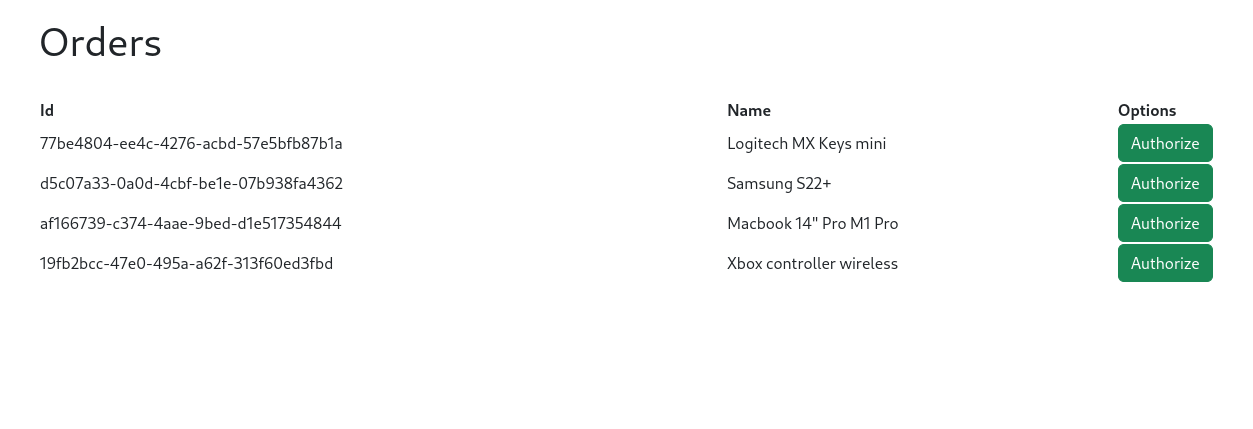 Orders
Id Name Options
77be4804-ee4c-4276-acbd-57e5bfb87b1a Logitech MX Keys mini Authorize
d5c07a33-0a0d-4cbf-be1e-07b938fa4362 Samsung S22+ Authorize
af166739-c374-4aae-9bed-d1e517354844 Macbook 14" Pro M1 Pro Authorize
19fb2bcc-47e0-495a-a62f-313f60ed3fbd Xbox controller wireless Authorize